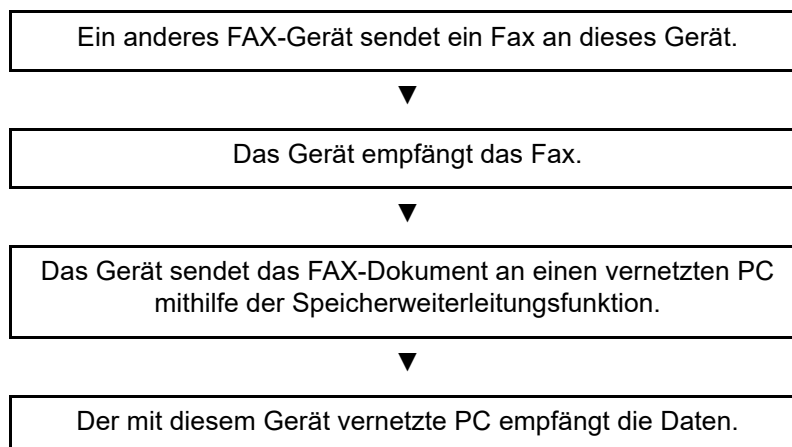 Ein anderes FAX-Gerät sendet ein Fax an dieses Gerät.
Das Gerät empfängt das Fax.
Das Gerät sendet das FAX-Dokument an einen vernetzten PC
mithilfe der Speicherweiterleitungsfunktion.
Der mit diesem Gerät vernetzte PC empfängt die Daten.